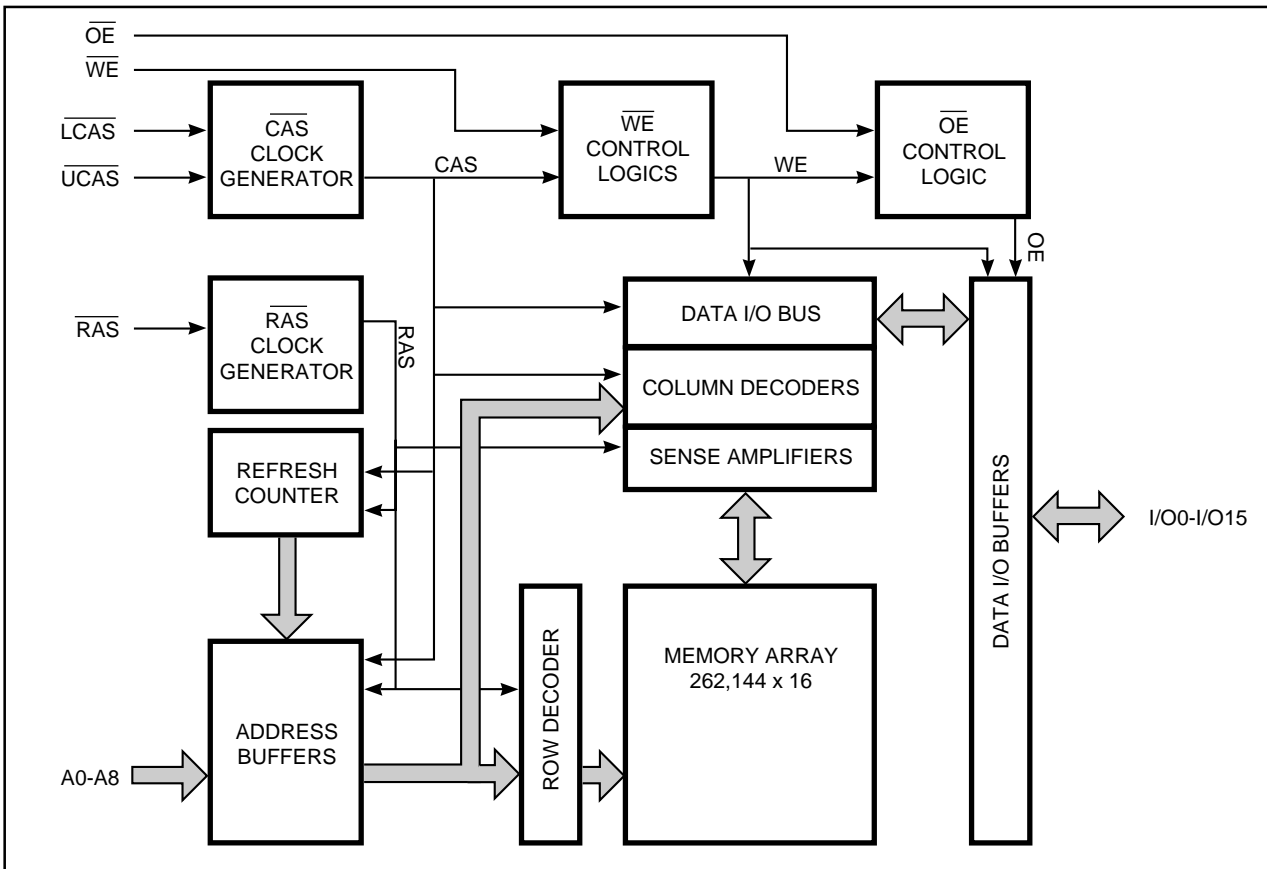 OE
WE
LCAS
UCAS
CAS
CLOCK
GENERATOR
CAS
WE
CONTROL
LOGICS
WE
OE
CONTROL
LOGIC
OE
RAS
RAS
CLOCK
GENERATOR
RAS
DATA I/O BUS
COLUMN DECODERS
SENSE AMPLIFIERS
REFRESH
COUNTER
DATA I/O BUFFERS
I/O0-I/O15
ROW DECODER
MEMORY ARRAY
262,144 x 16
ADDRESS
BUFFERS
A0-A8